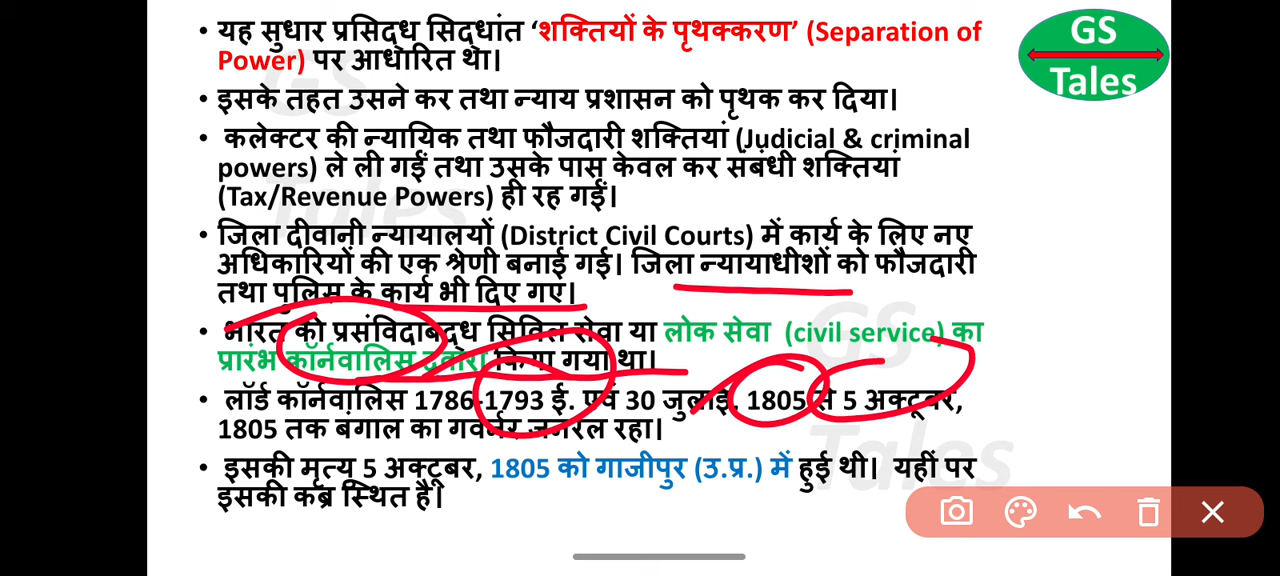 • यह सुधार प्रसिद्ध सिद्धांत ‘शक्तियों के पृथक्करण’ (Separation of
Power) पर आधारित था।
• इसके तहत उसने कर तथा न्याय प्रशासन को पृथक कर दिया।
• कलेक्टर की न्यायिक तथा फौजदारी शक्तियां (Judicial & criminal
powers) ले ली गईं तथा उसके पास केवल कर संबंधी शक्तियां
(Tax/Revenue Powers) ही रह गईं।
• जिला दीवानी न्यायालयों (District Civil Courts) में कार्य के लिए नए
अधिकारियों की एक श्रेणी बनाई गई। जिला न्यायाधीशों को फौजदारी
तथा पुलिस के कार्य भी दिए गए।
• भारत की प्रसंविदाबद्ध सिविल सेवा या लोक सेवा (civil service) का
प्रारंभ कॉर्नवालिस द्वारा किया गया था।
• लॉर्ड कॉर्नवालिस 1786-1793 ई. एवं 30 जुलाई, 1805 से 5 अक्टूबर,
1805 तक बंगाल का गवर्नर जनरल रहा।
• इसकी मृत्यु 5 अक्टूबर, 1805 को गाजीपुर (उ.प्र.) में हुई थी। यहीं पर
इसकी कब्र स्थित है।
GS
Tales
GS
Tales
GS
Tales